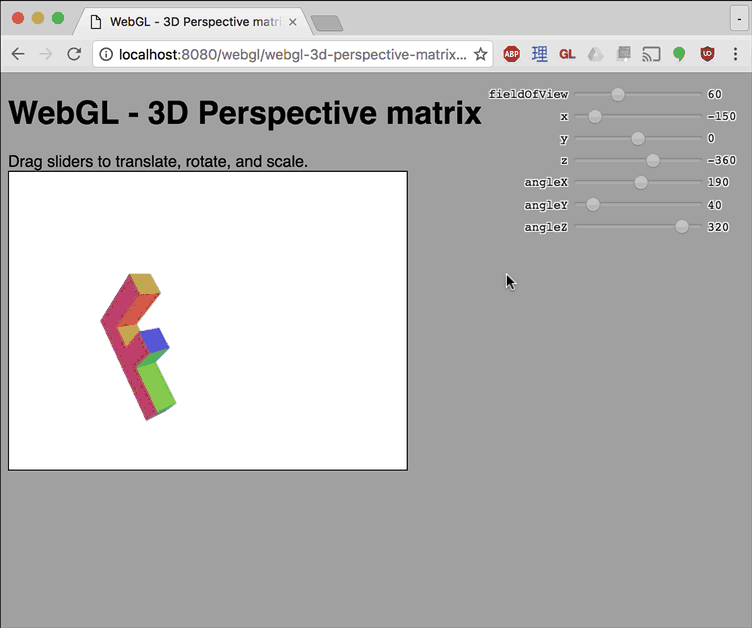 WebGL - 3D Perspective matri
localhost:8080/webgl/webgl-3d-perspective-matrix...
ABP
理
GL
WebGL - 3D Perspective matrix
Drag sliders to translate, rotate, and scale.
fieldOfView 60
x -150
y 0
z -360
angleX 190
angleY 40
angleZ 320